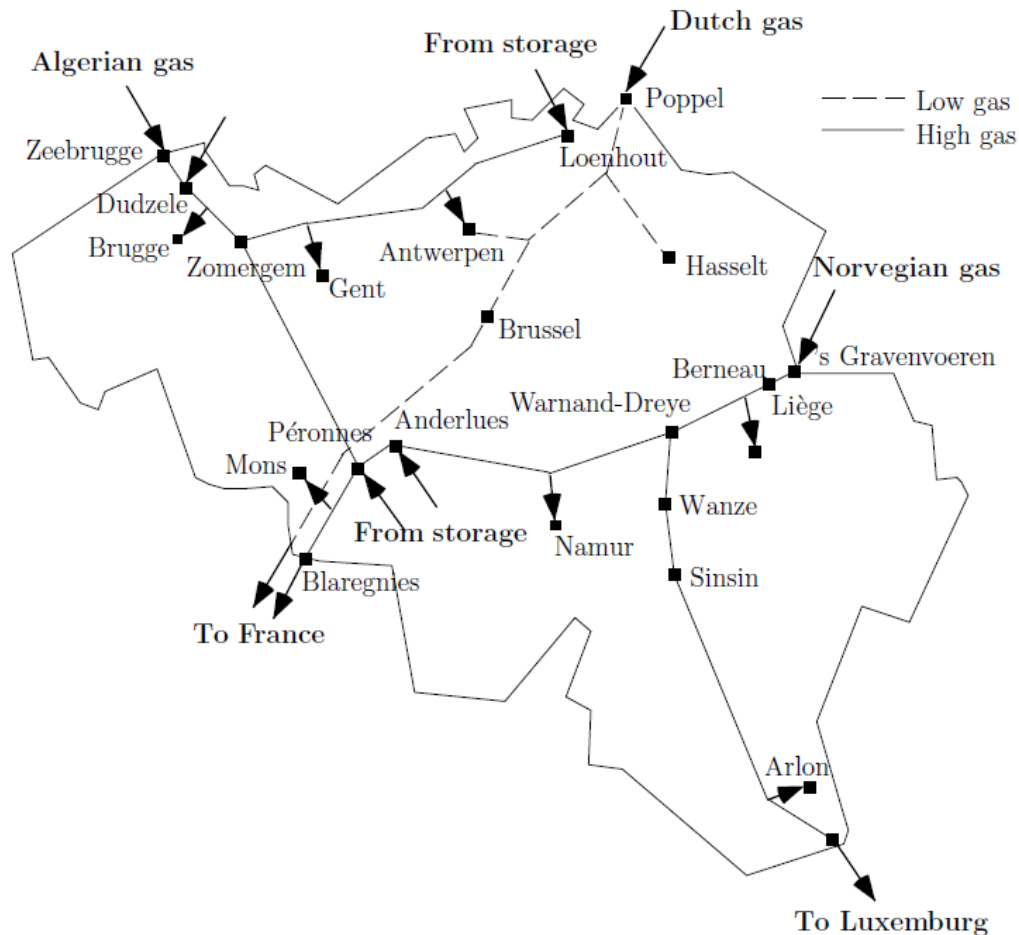 Dutch gas
From storage
Algerian gas
Poppel
Low gas
High gas
Zeebrugge
Loenhout
Dudzele
Brugge
Zomergem
Antwerpen
Hasselt
Gent
Norvegian gas
Brussel
's Gravenvoeren
Berneau
Liège
Warnand-Dreye
Anderlues
Péronnes
Mons
Wanze
From storage
Namur
Blaregnies
Sinsin
To France
Arlon
To Luxemburg